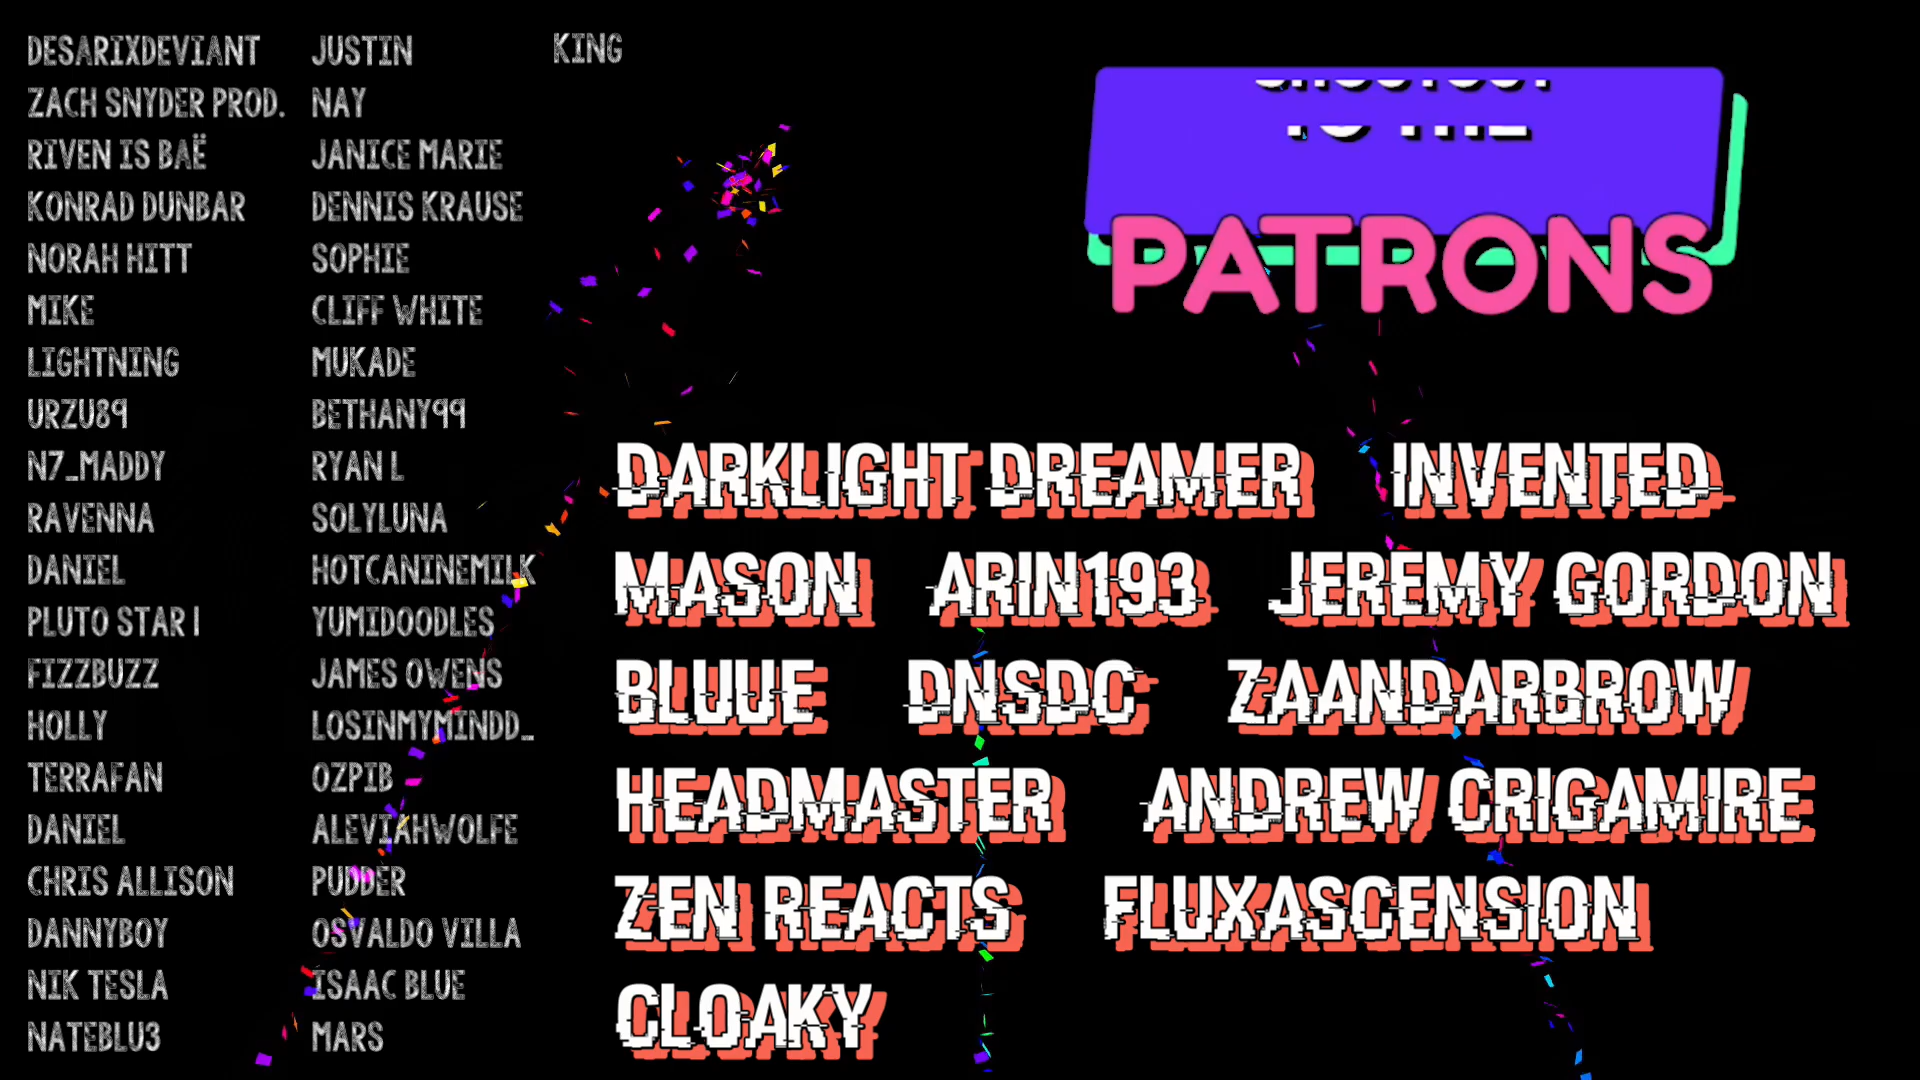 DESARIXDEVIANT
ZACH SNYDER PROD.
RIVEN IS BAË
KONRAD DUNBAR
NORAH HITT
MIKE
LIGHTNING
URZU89
N7_MADDY
RAVENNA
DANIEL
PLUTO STAR |
FIZZBUZZ
HOLLY
TERRAFAN
DANIEL
CHRIS ALLISON
DANNYBOY
NIK TESLA
NATEBLU3
JUSTIN
NAY
JANICE MARIE
DENNIS KRAUSE
SOPHIE
CLIFF WHITE
MUKADE
BETHANY99
RYAN L
SOLYLUNA
HOTCANINEMILK
YUMIDOODLES
JAMES OWENS
LOSINMYMINDD_
OZPIB
ALEVIAHWOLFE
PUDDER
OSVALDO VILLA
ISAAC BLUE
MARS
KING
TO THE
PATRONS
DARKLIGHT DREAMER INVENTED
MASON ARIN193 JEREMY GORDON
BLUUE DNSDC ZAANDARBROW
HEADMASTER ANDREW CRIGAMIRE
ZEN REACTS FLUXASCENSION
CLOAKY